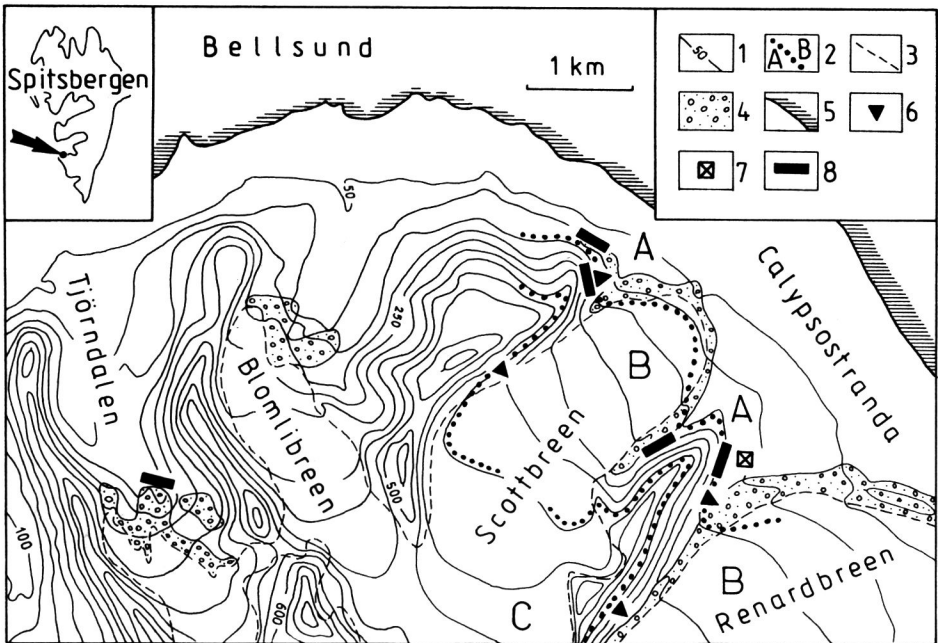 Spitsbergen
Bellsund
1 km
50 1
A B 2
3
4
5
6
7
8
50
A
Tjörndalen
250
Calypsostranda
Blomlibreen
B
A
500
Scottbreen
100
B
Renardbreen
C
600